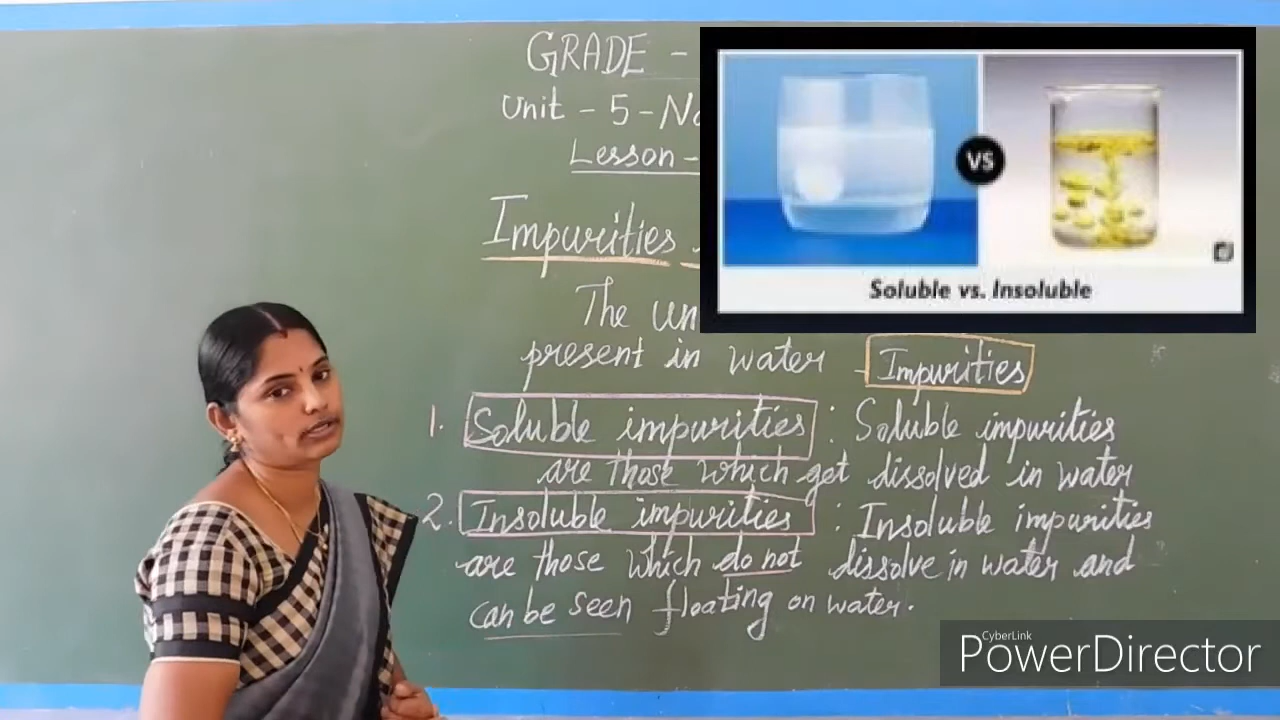 GRADE -
Unit - 5 - Na
Lesson -
Impurities
The un
present in water - Impurities
1. Soluble impurities : Soluble impurities
are those which get dissolved in water
2. Insoluble impurities : Insoluble impurities
are those which do not dissolve in water and
can be seen floating on water.
VS
Soluble vs. Insoluble
CyberLink
PowerDirector